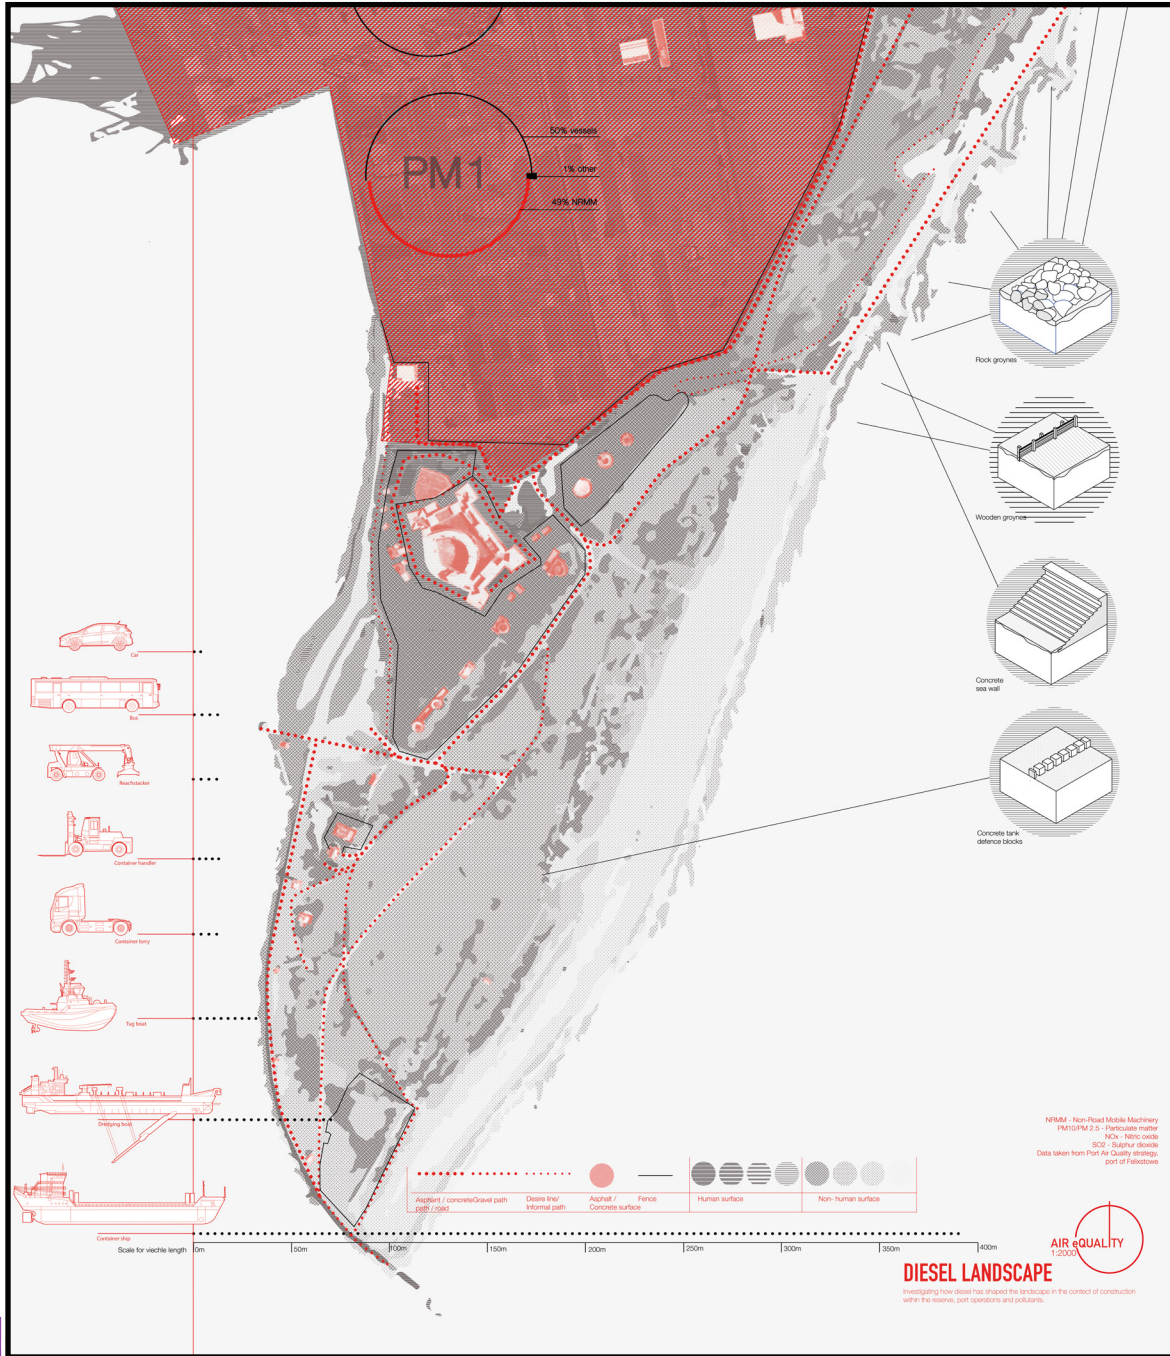 50% vessels
PM1
1% other
49% NRMM
Rock groynes
Wooden groynes
Concrete
sea wall
Concrete tank
defence blocks
Car
Bus
Reachstacker
Container handler
Container lorry
Tug boat
Dredging boat
Container ship
NRMM - Non-Road Mobile Machinery
PM10/PM 2.5 - Particulate matter
NOx - Nitric oxide
SO2 - Sulphur dioxide
Data taken from Port Air Quality strategy,
port of Felixstowe
Asphlant / concrete
path / road
Gravel path
Desire line/
Informal path
Asphalt /
Concrete surface
Fence
Human surface
Non- human surface
Scale for viechle length
0m
50m
100m
150m
200m
250m
300m
350m
400m
AIR eQUALITY
1:2000
DIESEL LANDSCAPE
Investigating how diesel has shaped the landscape in the contect of construction
within the reserve, port operations and pollutants.